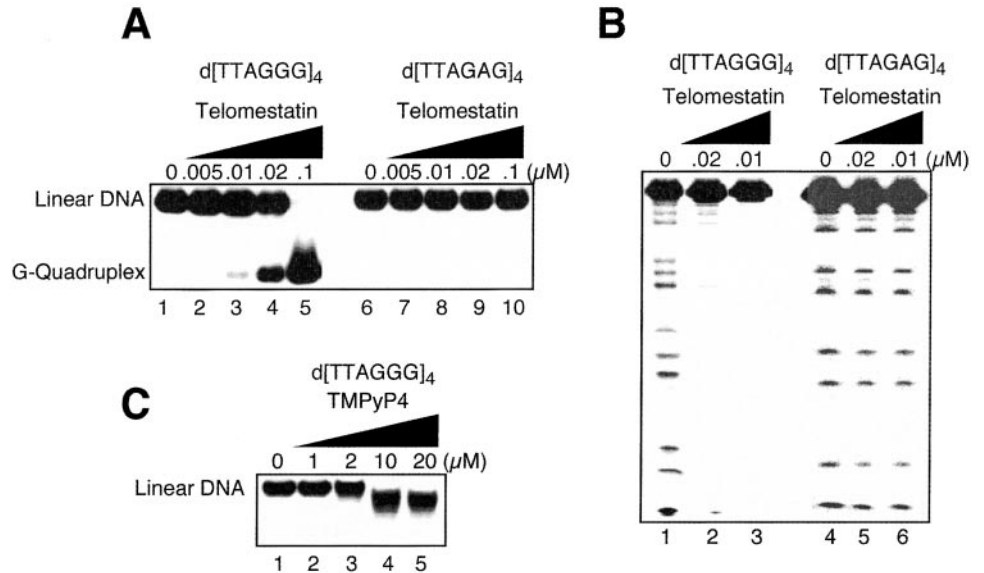 A
d[TTAGGG]4 d[TTAGAG]4
Telomestatin Telomestatin
0 .005 .01 .02 .1 0 .005 .01 .02 .1 (µM)
Linear DNA
G-Quadruplex
1 2 3 4 5 6 7 8 9 10
B
d[TTAGGG]4 d[TTAGAG]4
Telomestatin Telomestatin
0 .02 .01 0 .02 .01 (µM)
1 2 3 4 5 6
C
d[TTAGGG]4
TMPyP4
0 1 2 10 20 (µM)
Linear DNA
1 2 3 4 5